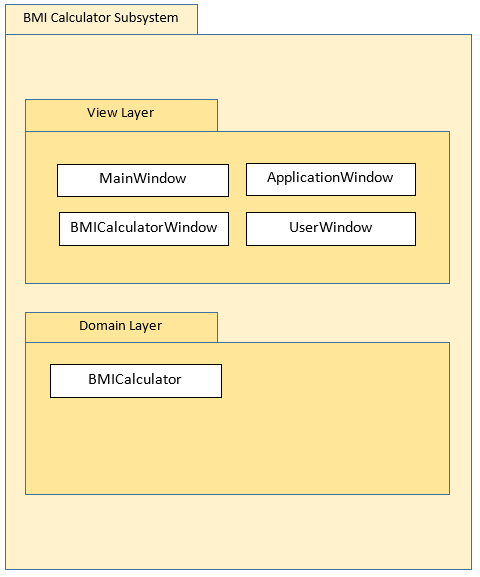 BMI Calculator Subsystem
View Layer
MainWindow
ApplicationWindow
BMICalculatorWindow
UserWindow
Domain Layer
BMICalculator